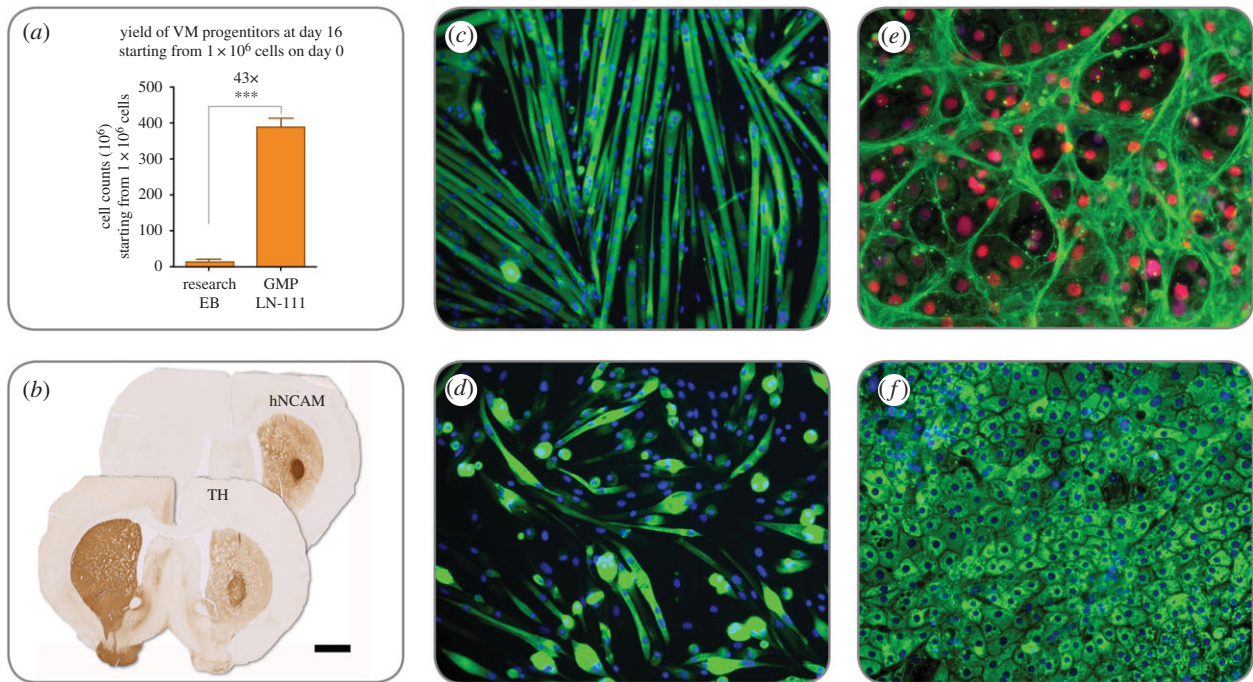 (a)
yield of VM progentitors at day 16
starting from 1 × 10⁶ cells on day 0
43×
***
500
400
300
200
100
0
cell counts (10⁶)
starting from 1 × 10⁶ cells
research
EB
GMP
LN-111
(b)
hNCAM
TH
(c)
(d)
(e)
(f)